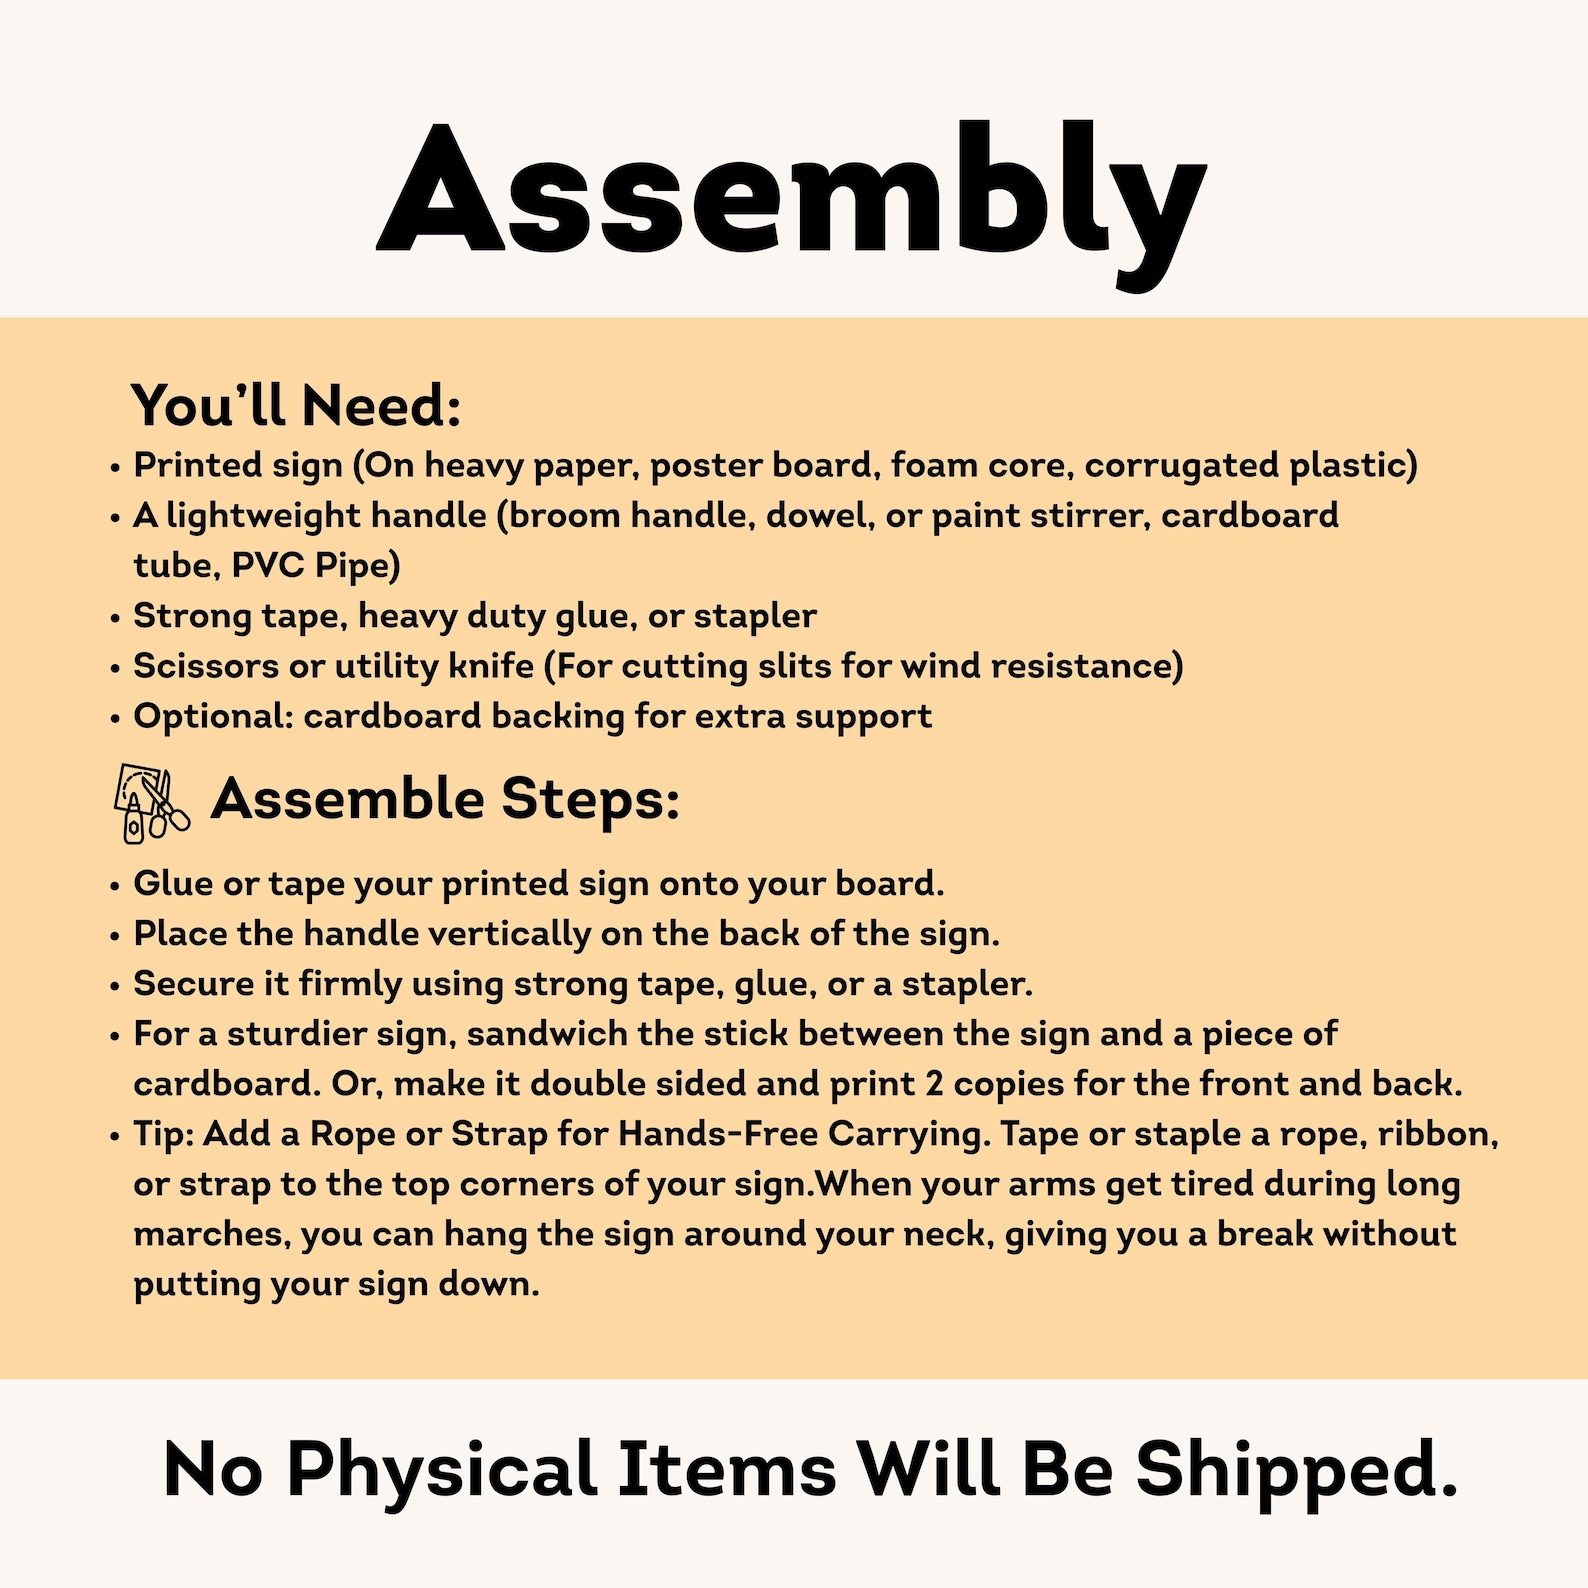 Assembly
You’ll Need:
• Printed sign (On heavy paper, poster board, foam core, corrugated plastic)
• A lightweight handle (broom handle, dowel, or paint stirrer, cardboard
tube, PVC Pipe)
• Strong tape, heavy duty glue, or stapler
• Scissors or utility knife (For cutting slits for wind resistance)
• Optional: cardboard backing for extra support
Assemble Steps:
• Glue or tape your printed sign onto your board.
• Place the handle vertically on the back of the sign.
• Secure it firmly using strong tape, glue, or a stapler.
• For a sturdier sign, sandwich the stick between the sign and a piece of
cardboard. Or, make it double sided and print 2 copies for the front and back.
• Tip: Add a Rope or Strap for Hands-Free Carrying. Tape or staple a rope, ribbon,
or strap to the top corners of your sign.When your arms get tired during long
marches, you can hang the sign around your neck, giving you a break without
putting your sign down.
No Physical Items Will Be Shipped.